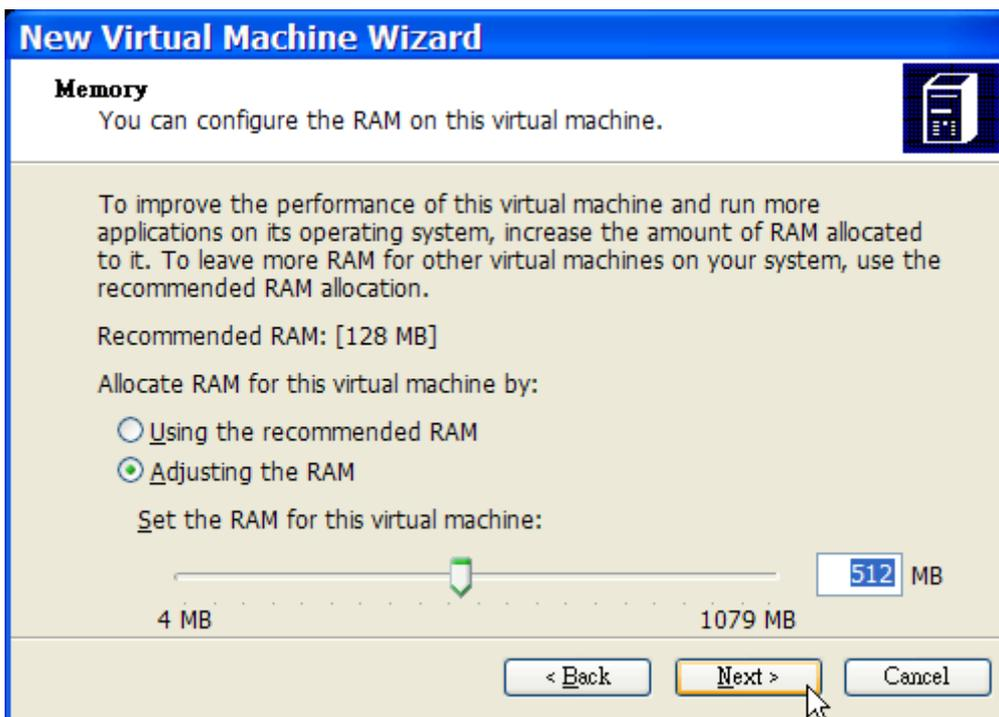 New Virtual Machine Wizard
Memory
You can configure the RAM on this virtual machine.
To improve the performance of this virtual machine and run more
applications on its operating system, increase the amount of RAM allocated
to it. To leave more RAM for other virtual machines on your system, use the
recommended RAM allocation.
Recommended RAM: [128 MB]
Allocate RAM for this virtual machine by:
Using the recommended RAM
Adjusting the RAM
Set the RAM for this virtual machine:
512 MB
4 MB 1079 MB
< Back Next > Cancel